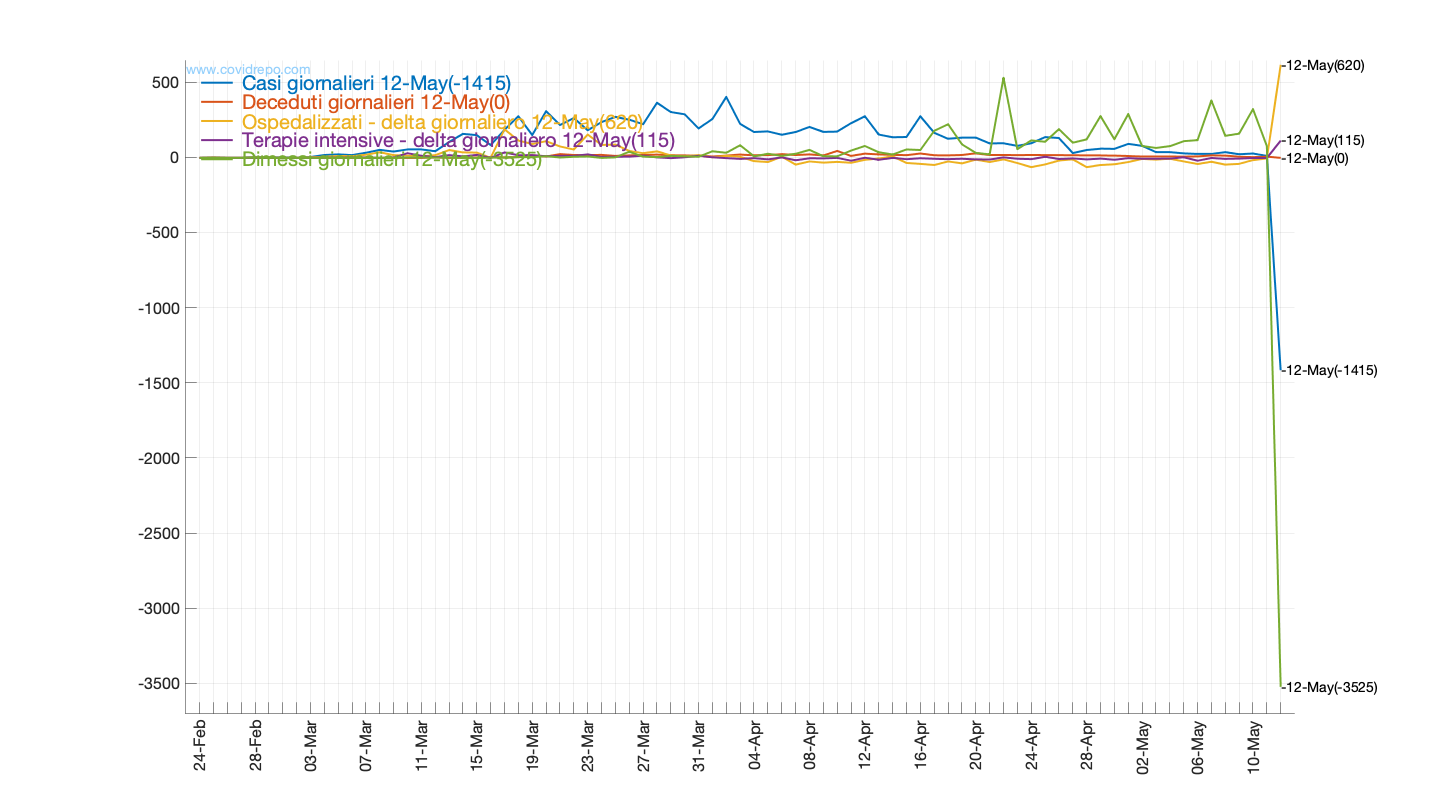 www.covidrepo.com
Casi giornalieri 12-May(-1415)
Deceduti giornalieri 12-May(0)
Ospedalizzati - delta giornaliero 12-May(620)
Terapie intensive - delta giornaliero 12-May(115)
Dimessi giornalieri 12-May(-3525)
500
0
-500
-1000
-1500
-2000
-2500
-3000
-3500
12-May(620)
12-May(115)
12-May(0)
12-May(-1415)
12-May(-3525)
24-Feb
28-Feb
03-Mar
07-Mar
11-Mar
15-Mar
19-Mar
23-Mar
27-Mar
31-Mar
04-Apr
08-Apr
12-Apr
16-Apr
20-Apr
24-Apr
28-Apr
02-May
06-May
10-May